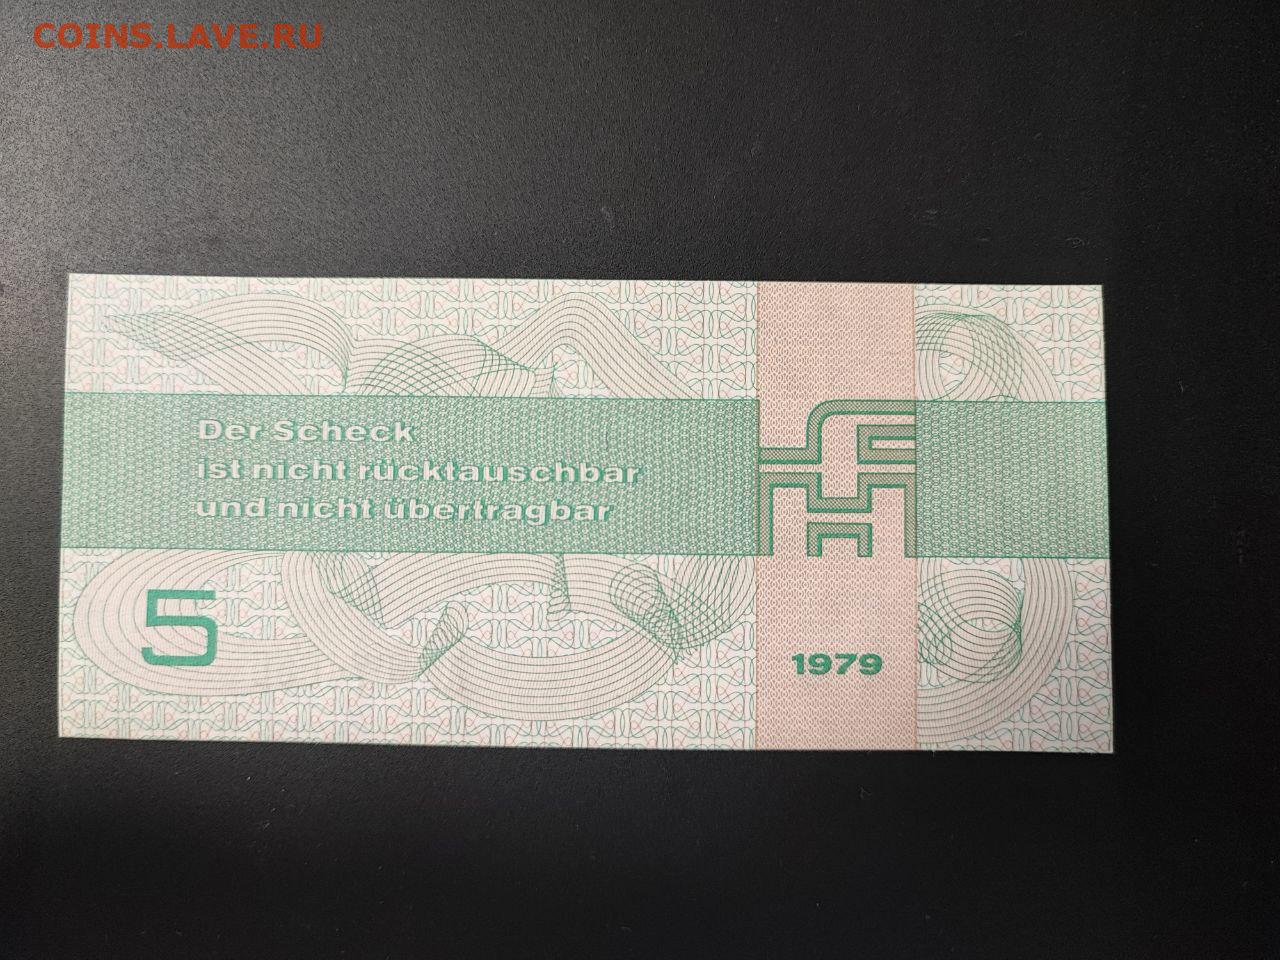 COINS.LAVE.RU
Der Scheck
ist nicht rücktauschbar
und nicht übertragbar
5
1979